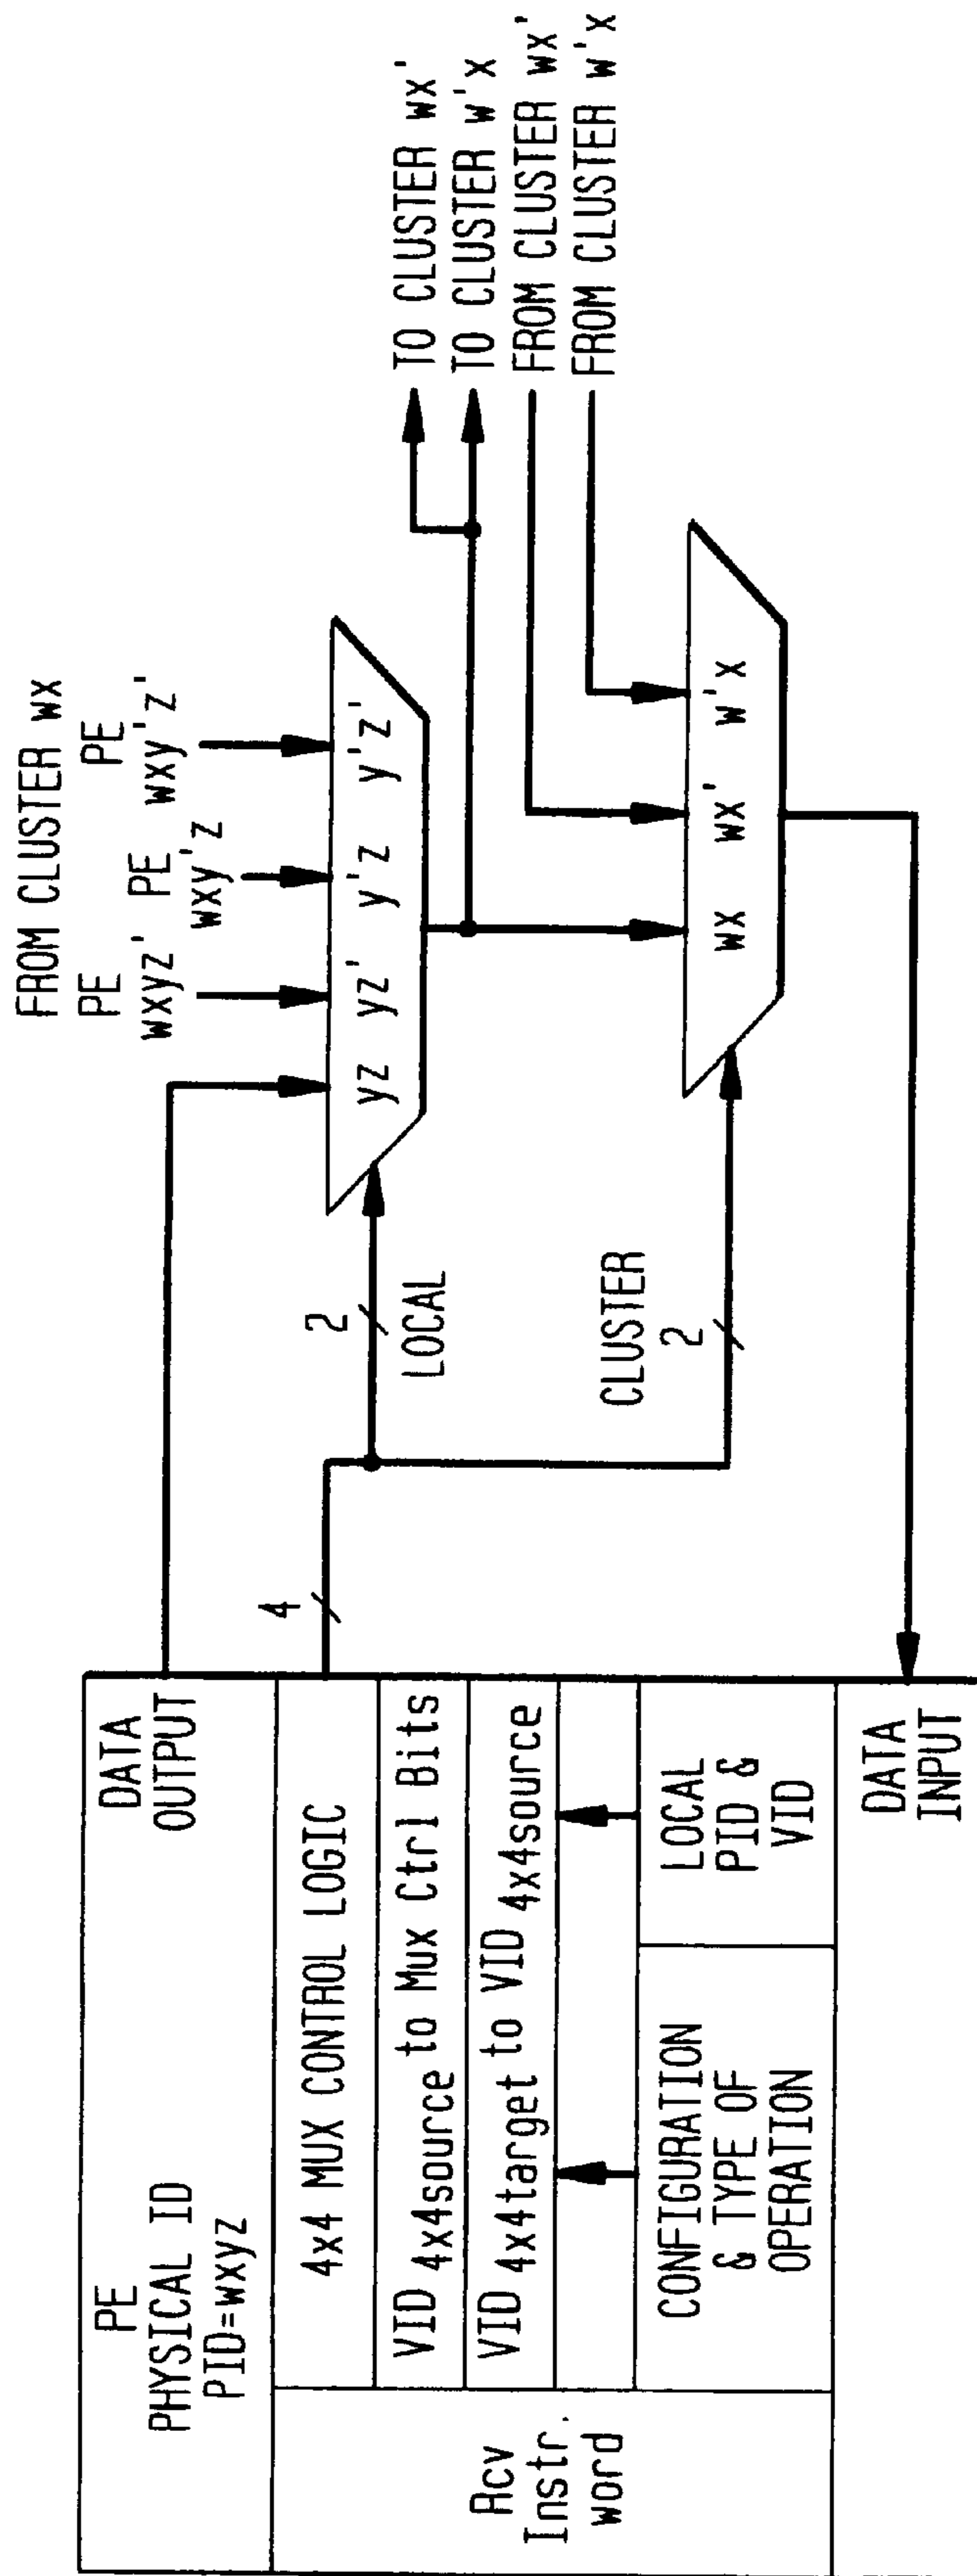 PE
PHYSICAL ID
PID=wxyz
DATA
OUTPUT
Rcv
Instr.
word
4x4 MUX CONTROL LOGIC
VID 4x4source to Mux Ctrl Bits
VID 4x4target to VID 4x4source
CONFIGURATION
& TYPE OF
OPERATION
LOCAL
PID &
VID
DATA
INPUT
4
2
LOCAL
CLUSTER
2
FROM CLUSTER wx
PE
wxyz'
PE
wxy'z
PE
wxy'z'
yz yz' y'z y'z'
wx wx' w'x
TO CLUSTER wx'
TO CLUSTER w'x
FROM CLUSTER wx'
FROM CLUSTER w'x